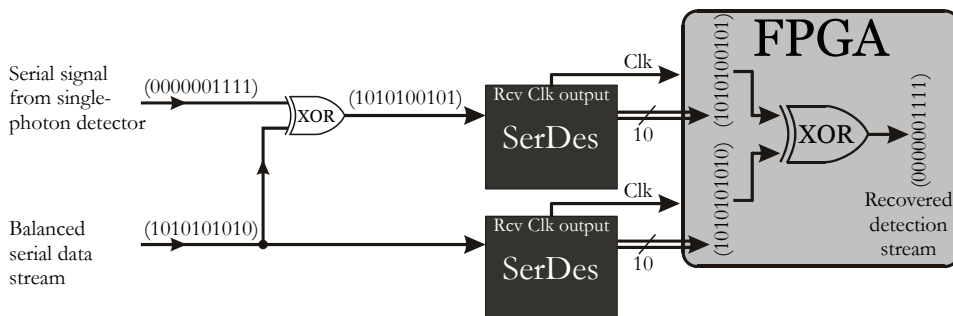 Serial signal
from single-
photon detector
(0000001111)
XOR
(1010100101)
Rcv Clk output
SerDes
Clk
10
Balanced
serial data
stream
(1010101010)
Rcv Clk output
SerDes
Clk
10
FPGA
(1010100101)
(1010101010)
XOR
(0000001111)
Recovered
detection
stream